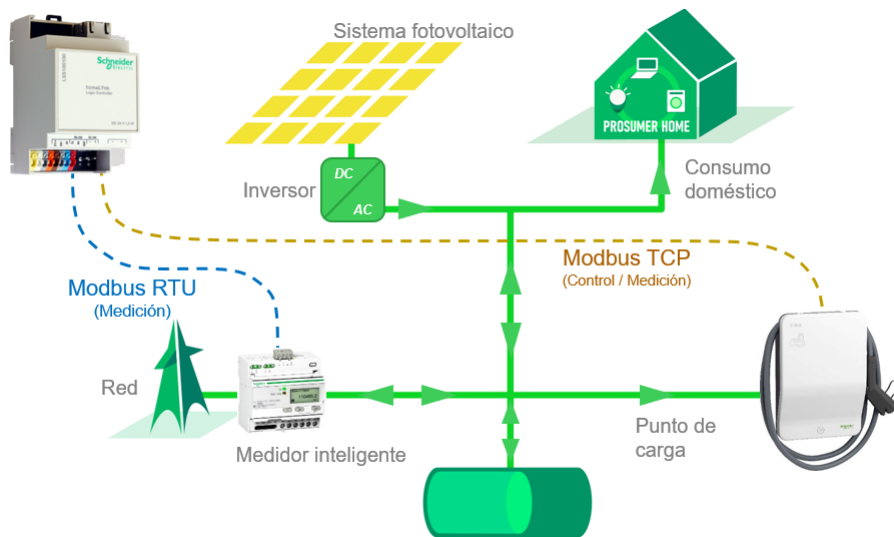 Schneider
Electric
LSS100100
Sistema fotovoltaico
PROSUMER HOME
DC
AC
Inversor
Consumo
doméstico
Modbus TCP
(Control / Medición)
Modbus RTU
(Medición)
Red
Medidor inteligente
Punto de
carga